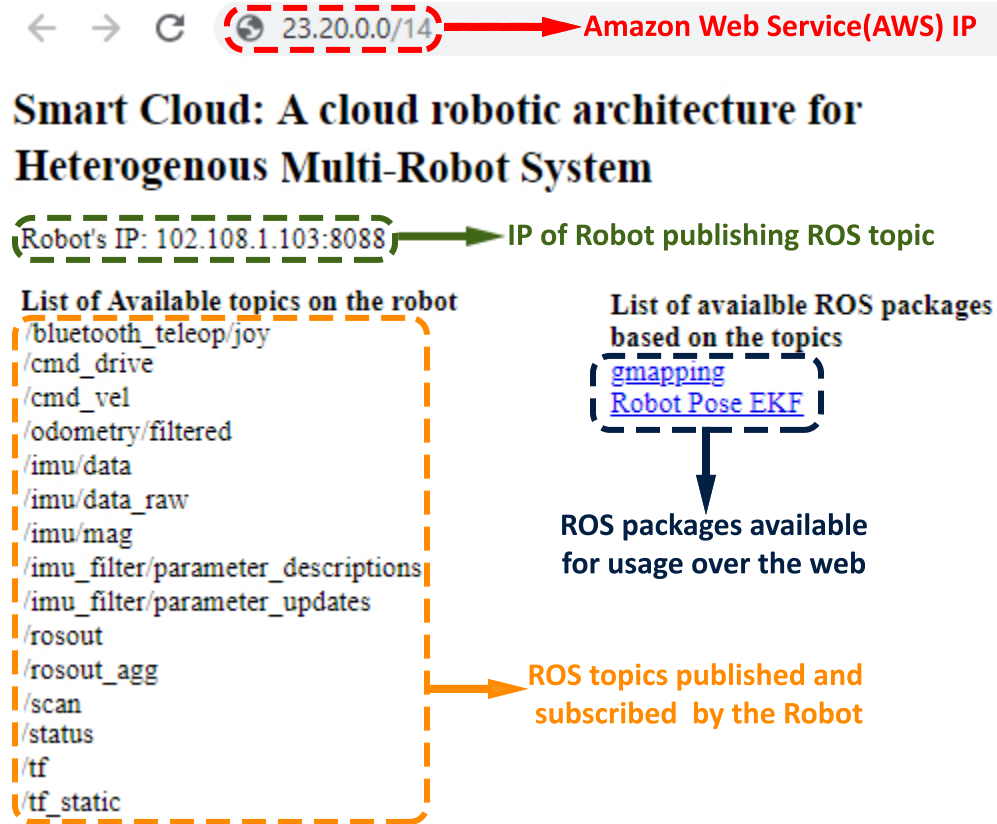 23.20.0.0/14
Amazon Web Service(AWS) IP
Smart Cloud: A cloud robotic architecture for
Heterogenous Multi-Robot System
Robot's IP: 102.108.1.103:8088
IP of Robot publishing ROS topic
List of Available topics on the robot
/bluetooth_teleop/joy
/cmd_drive
/cmd_vel
/odometry/filtered
/imu/data
/imu/data_raw
/imu/mag
/imu_filter/parameter_descriptions
/imu_filter/parameter_updates
/rosout
/rosout_agg
/scan
/status
/tf
/tf_static
List of avaialble ROS packages
based on the topics
gmapping
Robot Pose EKF
ROS packages available
for usage over the web
ROS topics published and
subscribed by the Robot